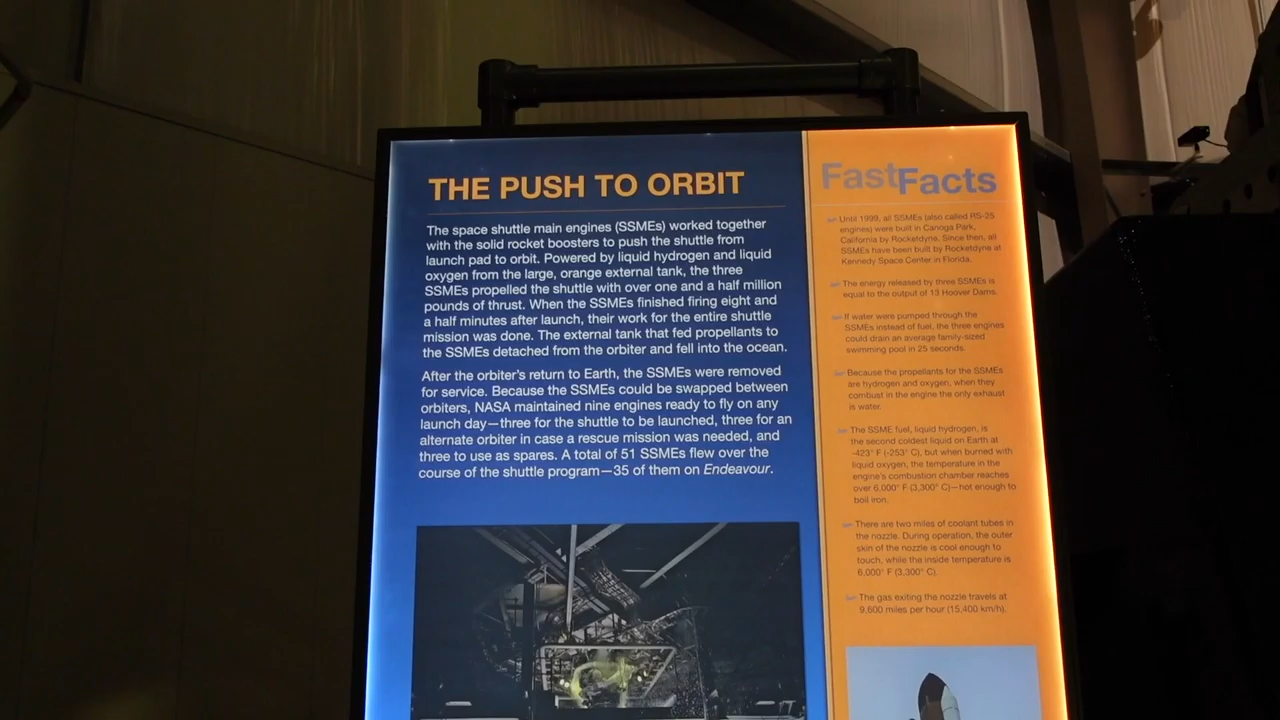 THE PUSH TO ORBIT
The space shuttle main engines (SSMEs) worked together
with the solid rocket boosters to push the shuttle from
launch pad to orbit. Powered by liquid hydrogen and liquid
oxygen from the large, orange external tank, the three
SSMEs propelled the shuttle with over one and a half million
pounds of thrust. When the SSMEs finished firing eight and
a half minutes after launch, their work for the entire shuttle
mission was done. The external tank that fed propellants to
the SSMEs detached from the orbiter and fell into the ocean.
After the orbiter's return to Earth, the SSMEs were removed
for service. Because the SSMEs could be swapped between
orbiters, NASA maintained nine engines ready to fly on any
launch day—three for the shuttle to be launched, three for an
alternate orbiter in case a rescue mission was needed, and
three to use as spares. A total of 51 SSMEs flew over the
course of the shuttle program—35 of them on Endeavour.
FastFacts
Until 1999, all SSMEs (also called RS-25
engines) were built in Canoga Park,
California by Rocketdyne. Since then, all
SSMEs have been built by Rocketdyne at
Kennedy Space Center in Florida.
The energy released by three SSMEs is
equal to the output of 13 Hoover Dams.
If water were pumped through the
SSMEs instead of fuel, the three engines
could drain an average family-sized
swimming pool in 25 seconds.
Because the propellants for the SSMEs
are hydrogen and oxygen, when they
combust in the engine the only exhaust
is water.
The SSME fuel, liquid hydrogen, is
the second coldest liquid on Earth at
-423° F (-253° C), but when burned with
liquid oxygen, the temperature in the
engine's combustion chamber reaches
over 6,000° F (3,300° C)—hot enough to
boil iron.
There are two miles of coolant tubes in
the nozzle. During operation, the outer
skin of the nozzle is cool enough to
touch, while the inside temperature is
6,000° F (3,300° C).
The gas exiting the nozzle travels at
9,600 miles per hour (15,400 km/h).